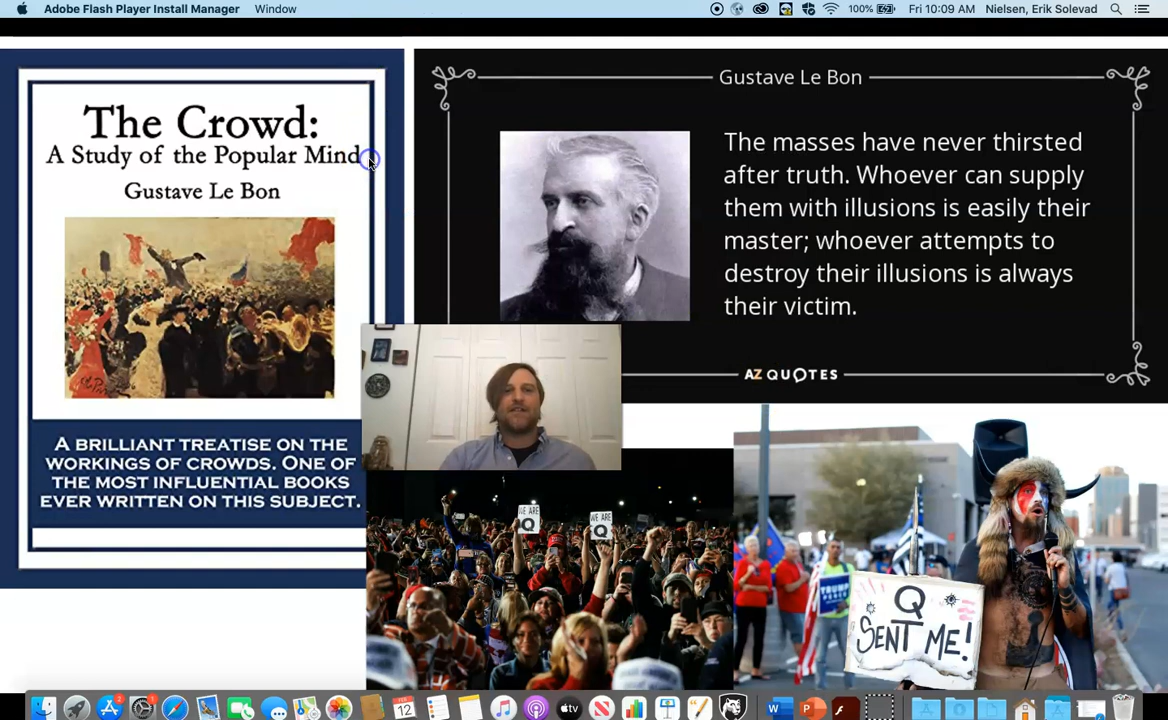 Adobe Flash Player Install Manager Window
100% Fri 10:09 AM Nielsen, Erik Solevad
The Crowd:
A Study of the Popular Mind
Gustave Le Bon
A BRILLIANT TREATISE ON THE
WORKINGS OF CROWDS. ONE OF
THE MOST INFLUENTIAL BOOKS
EVER WRITTEN ON THIS SUBJECT.
Gustave Le Bon
The masses have never thirsted
after truth. Whoever can supply
them with illusions is easily their
master; whoever attempts to
destroy their illusions is always
their victim.
AZ QUOTES
WE ARE
Q
WE ARE
Q
TRUMP
Q
SENT ME!
2
1
12
tv
W
P